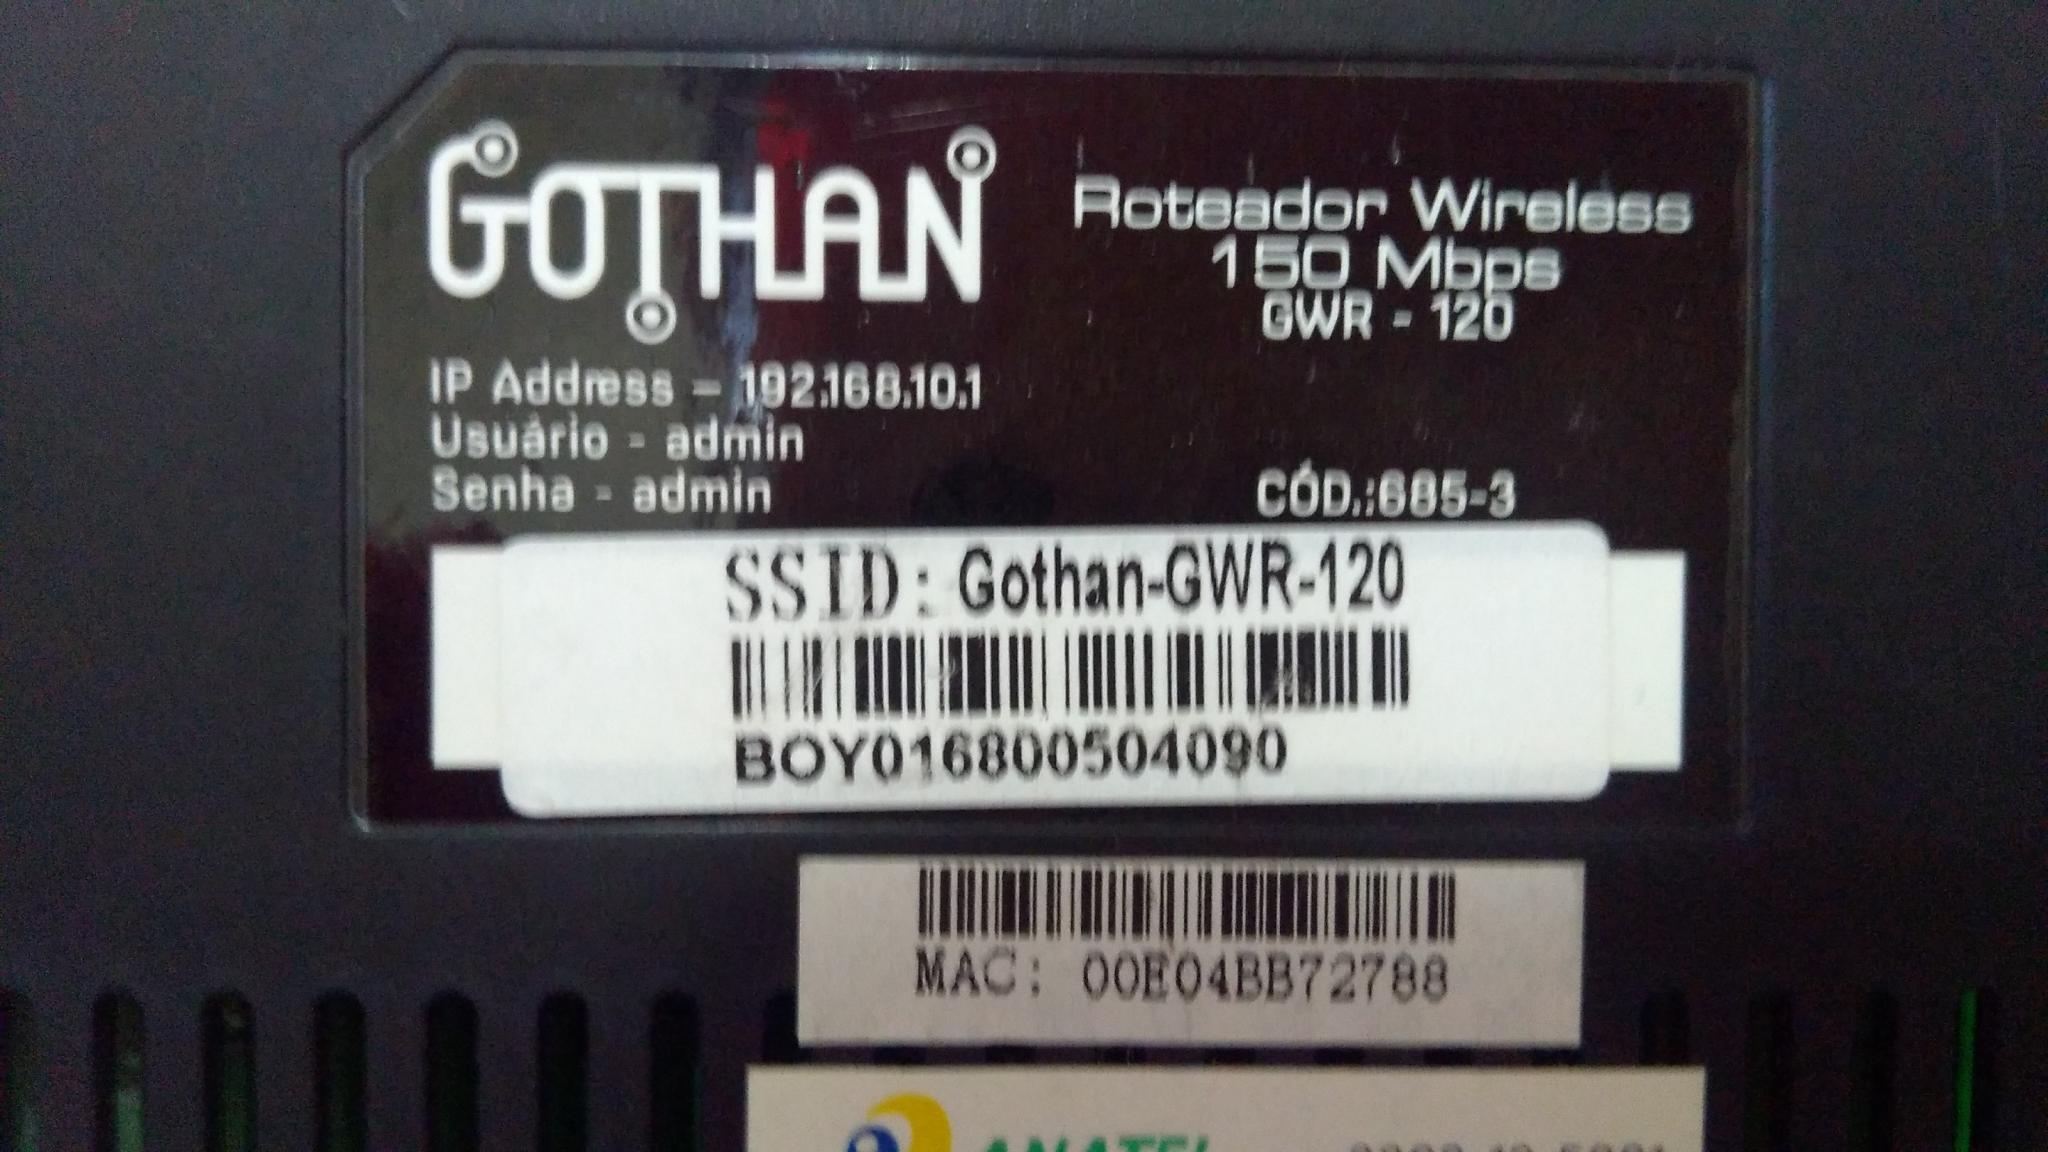 GOTHAN
Roteador Wireless
150 Mbps
GWR - 120
IP Address - 192.168.10.1
Usuário - admin
Senha - admin
CÓD.:685-3
SSID: Gothan-GWR-120
BOY016800504090
MAC: 00E04BB72788
ANATEL